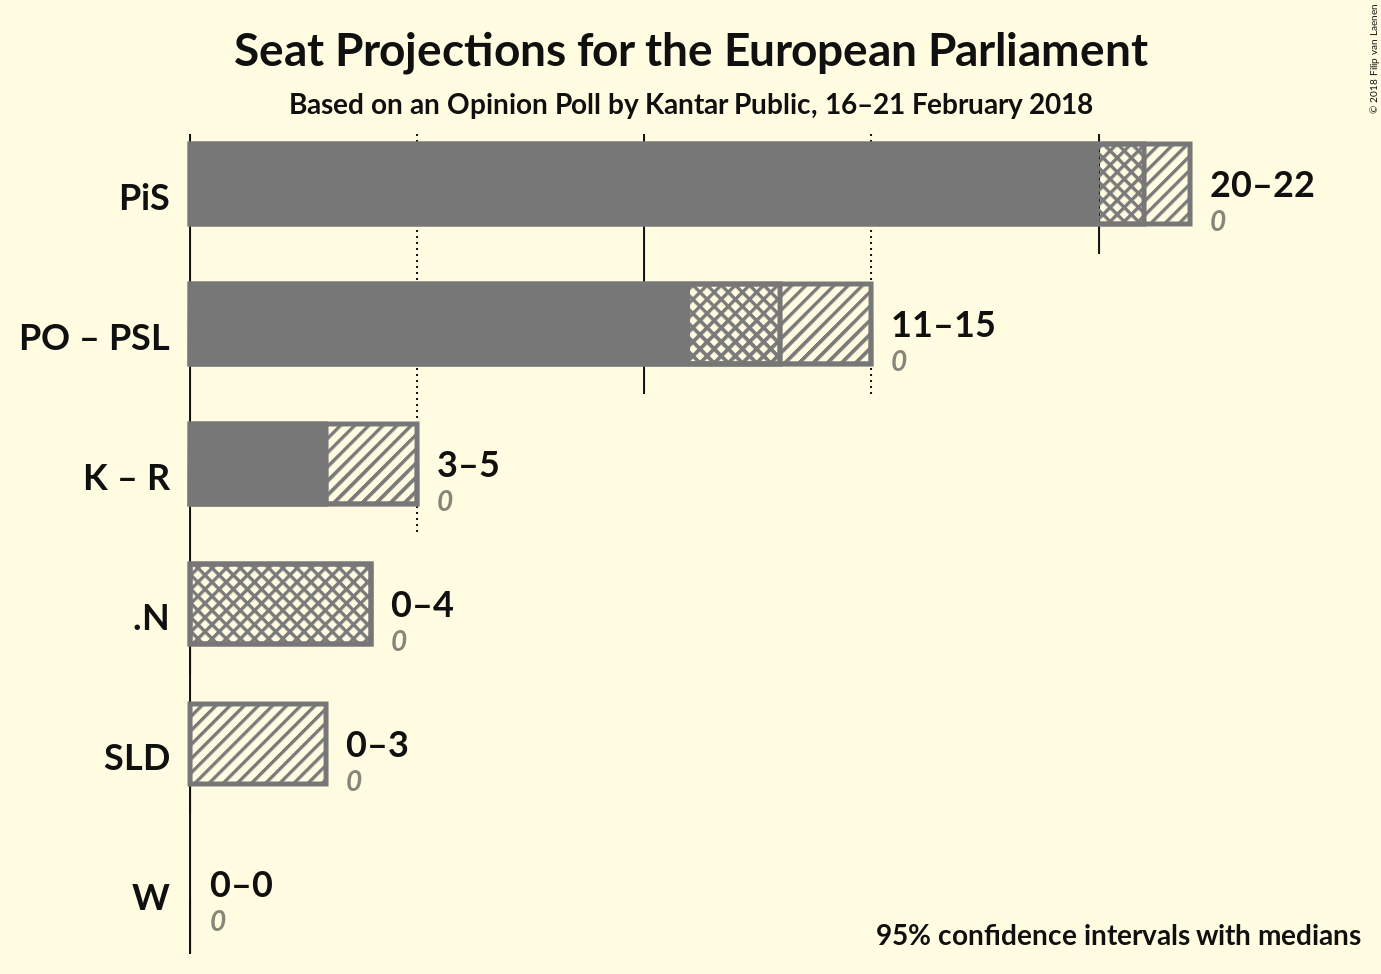 Seat Projections for the European Parliament
Based on an Opinion Poll by Kantar Public, 16–21 February 2018
© 2018 Filip van Laenen
PiS
20–22
0
PO – PSL
11–15
0
K – R
3–5
0
.N
0–4
0
SLD
0–3
0
W
0–0
0
95% confidence intervals with medians